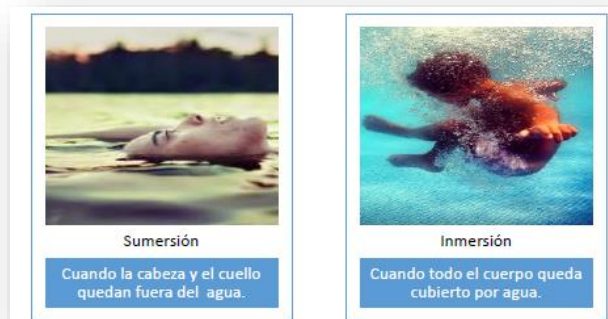 Sumersión
Cuando la cabeza y el cuello
quedan fuera del agua.
Inmersión
Cuando todo el cuerpo queda
cubierto por agua.